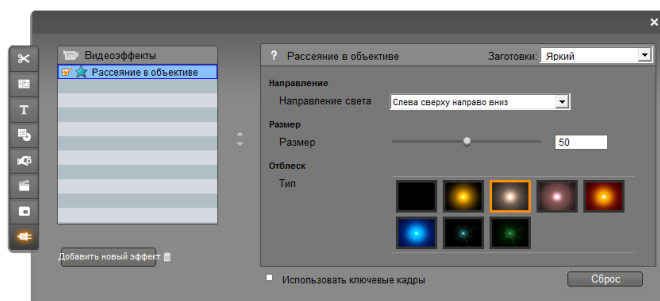 Видеоэффекты
Рассеяние в объективе
Добавить новый эффект
? Рассеяние в объективе Заготовки: Яркий
Направление
Направление света Слева сверху направо вниз
Размер
Размер 50
Отблеск
Тип
Использовать ключевые кадры Сброс
T